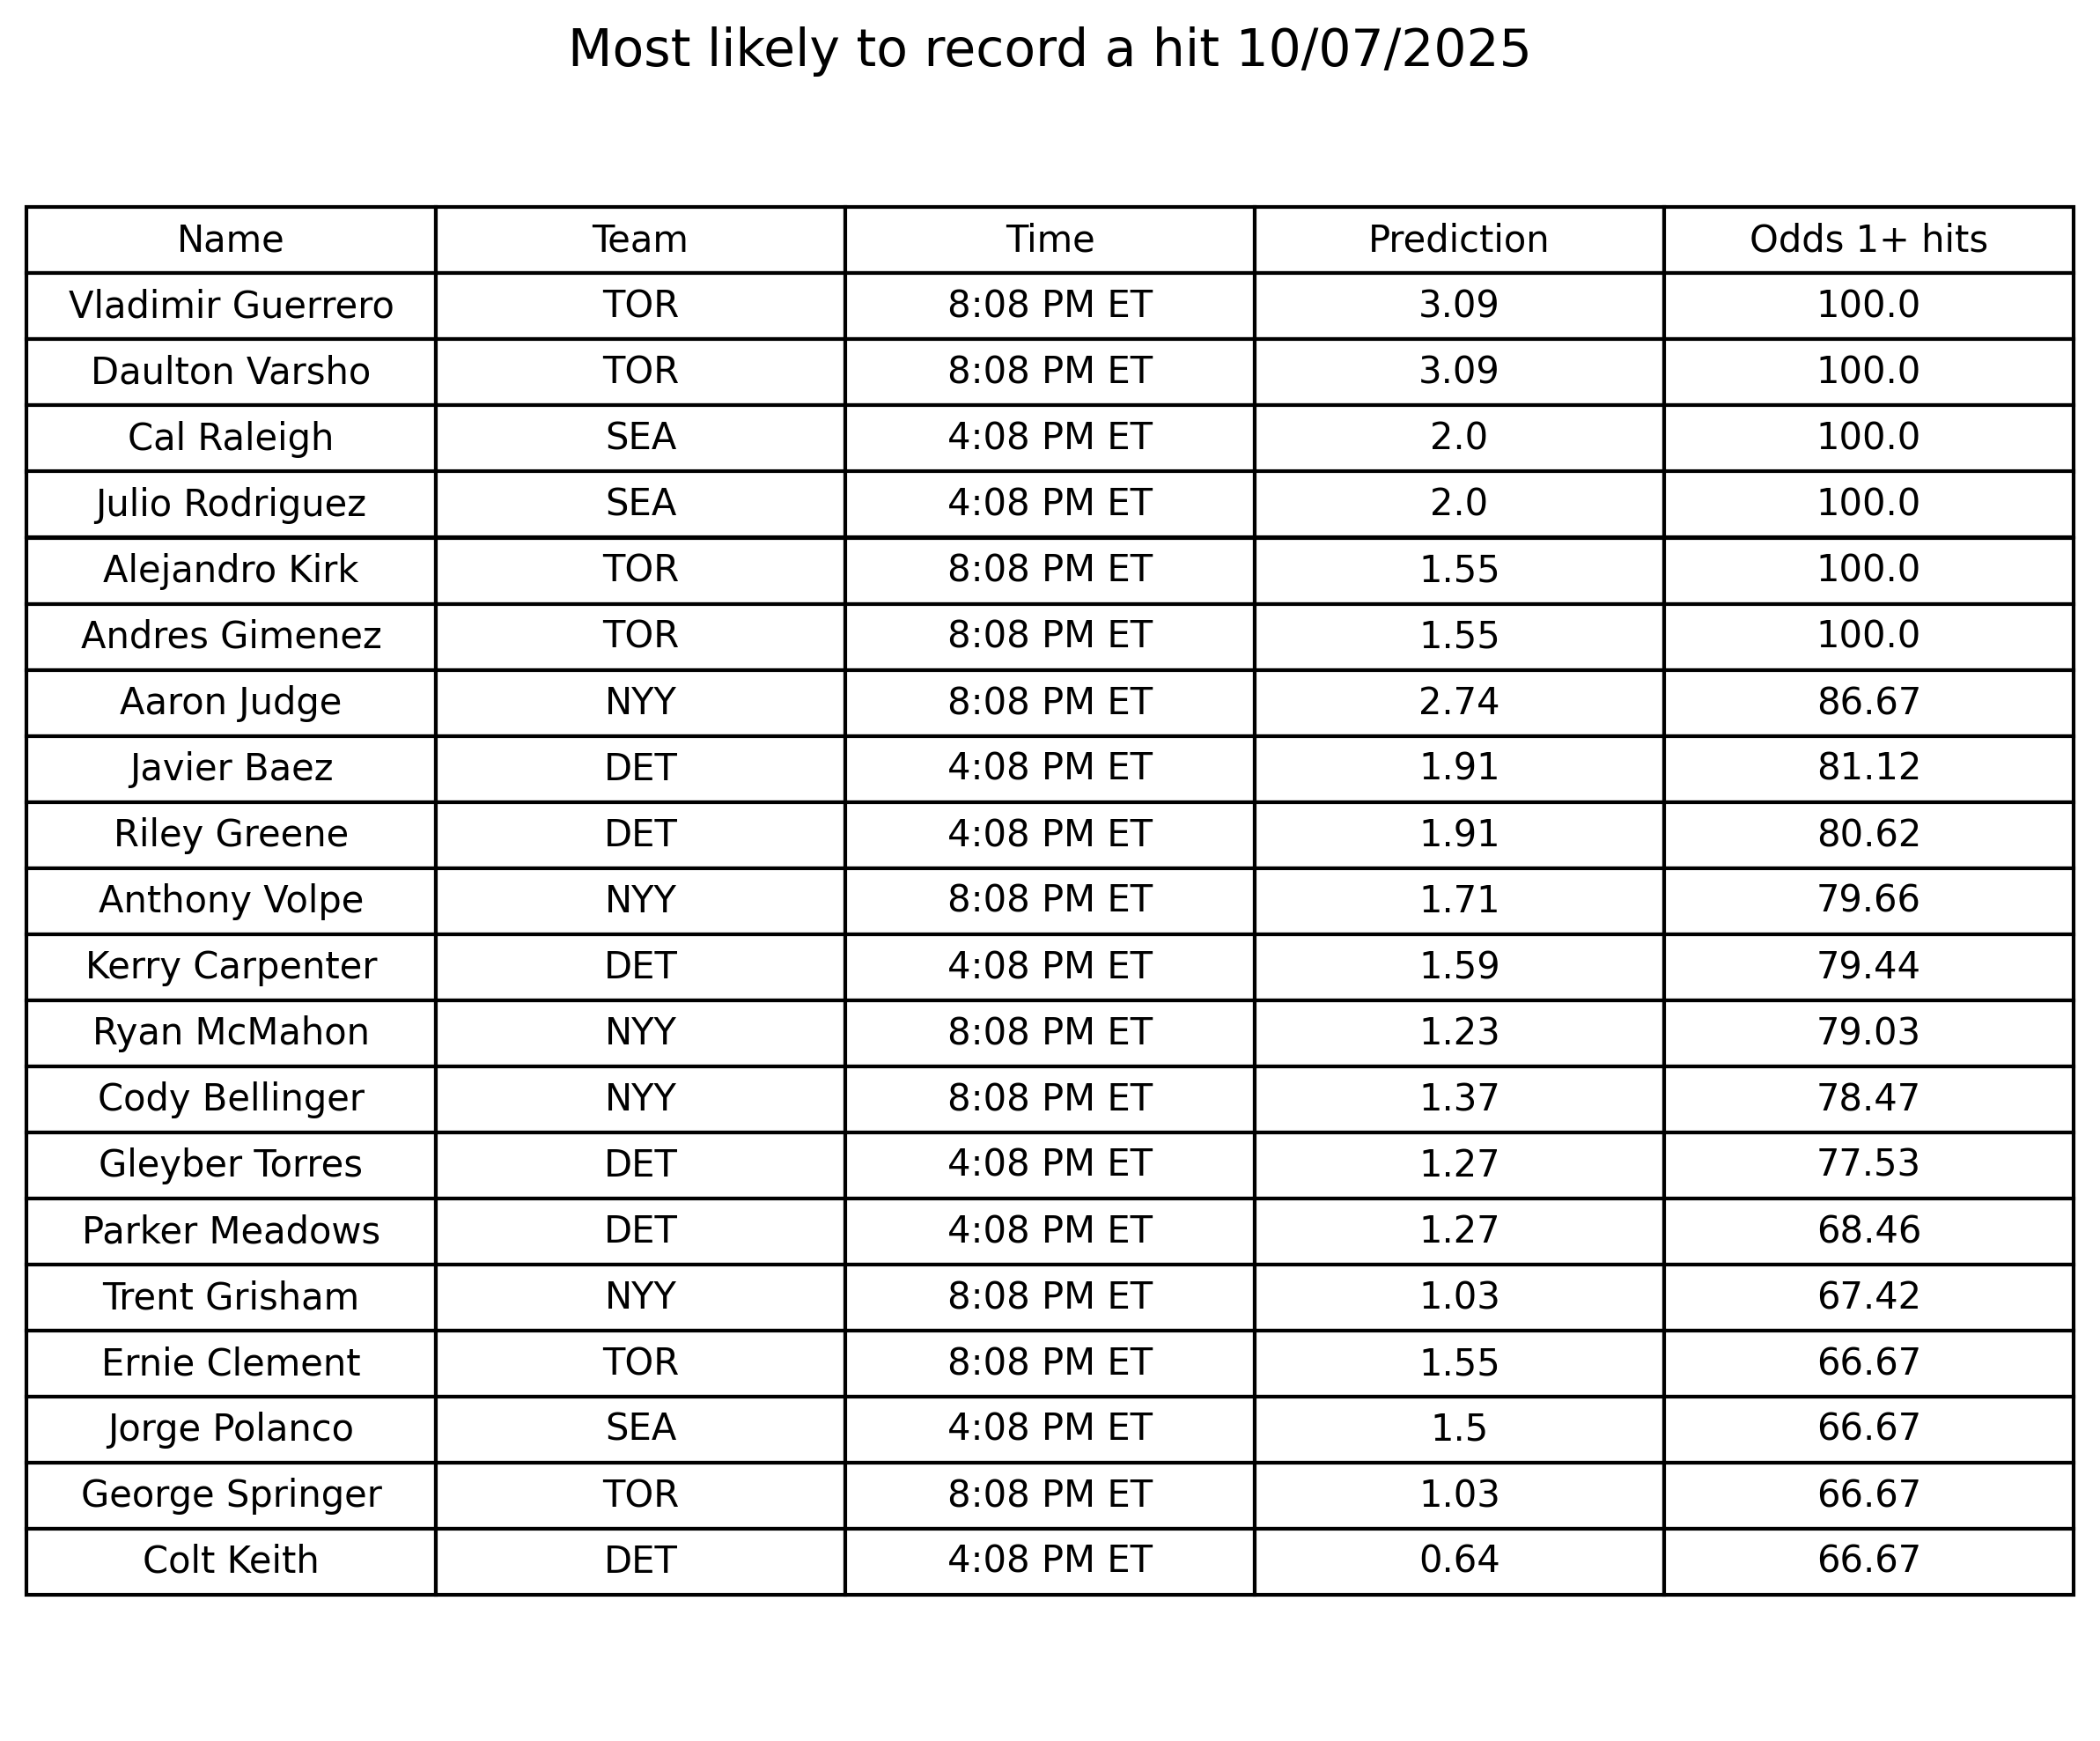 Most likely to record a hit 10/07/2025
Name Team Time Prediction Odds 1+ hits
Vladimir Guerrero TOR 8:08 PM ET 3.09 100.0
Daulton Varsho TOR 8:08 PM ET 3.09 100.0
Cal Raleigh SEA 4:08 PM ET 2.0 100.0
Julio Rodriguez SEA 4:08 PM ET 2.0 100.0
Alejandro Kirk TOR 8:08 PM ET 1.55 100.0
Andres Gimenez TOR 8:08 PM ET 1.55 100.0
Aaron Judge NYY 8:08 PM ET 2.74 86.67
Javier Baez DET 4:08 PM ET 1.91 81.12
Riley Greene DET 4:08 PM ET 1.91 80.62
Anthony Volpe NYY 8:08 PM ET 1.71 79.66
Kerry Carpenter DET 4:08 PM ET 1.59 79.44
Ryan McMahon NYY 8:08 PM ET 1.23 79.03
Cody Bellinger NYY 8:08 PM ET 1.37 78.47
Gleyber Torres DET 4:08 PM ET 1.27 77.53
Parker Meadows DET 4:08 PM ET 1.27 68.46
Trent Grisham NYY 8:08 PM ET 1.03 67.42
Ernie Clement TOR 8:08 PM ET 1.55 66.67
Jorge Polanco SEA 4:08 PM ET 1.5 66.67
George Springer TOR 8:08 PM ET 1.03 66.67
Colt Keith DET 4:08 PM ET 0.64 66.67